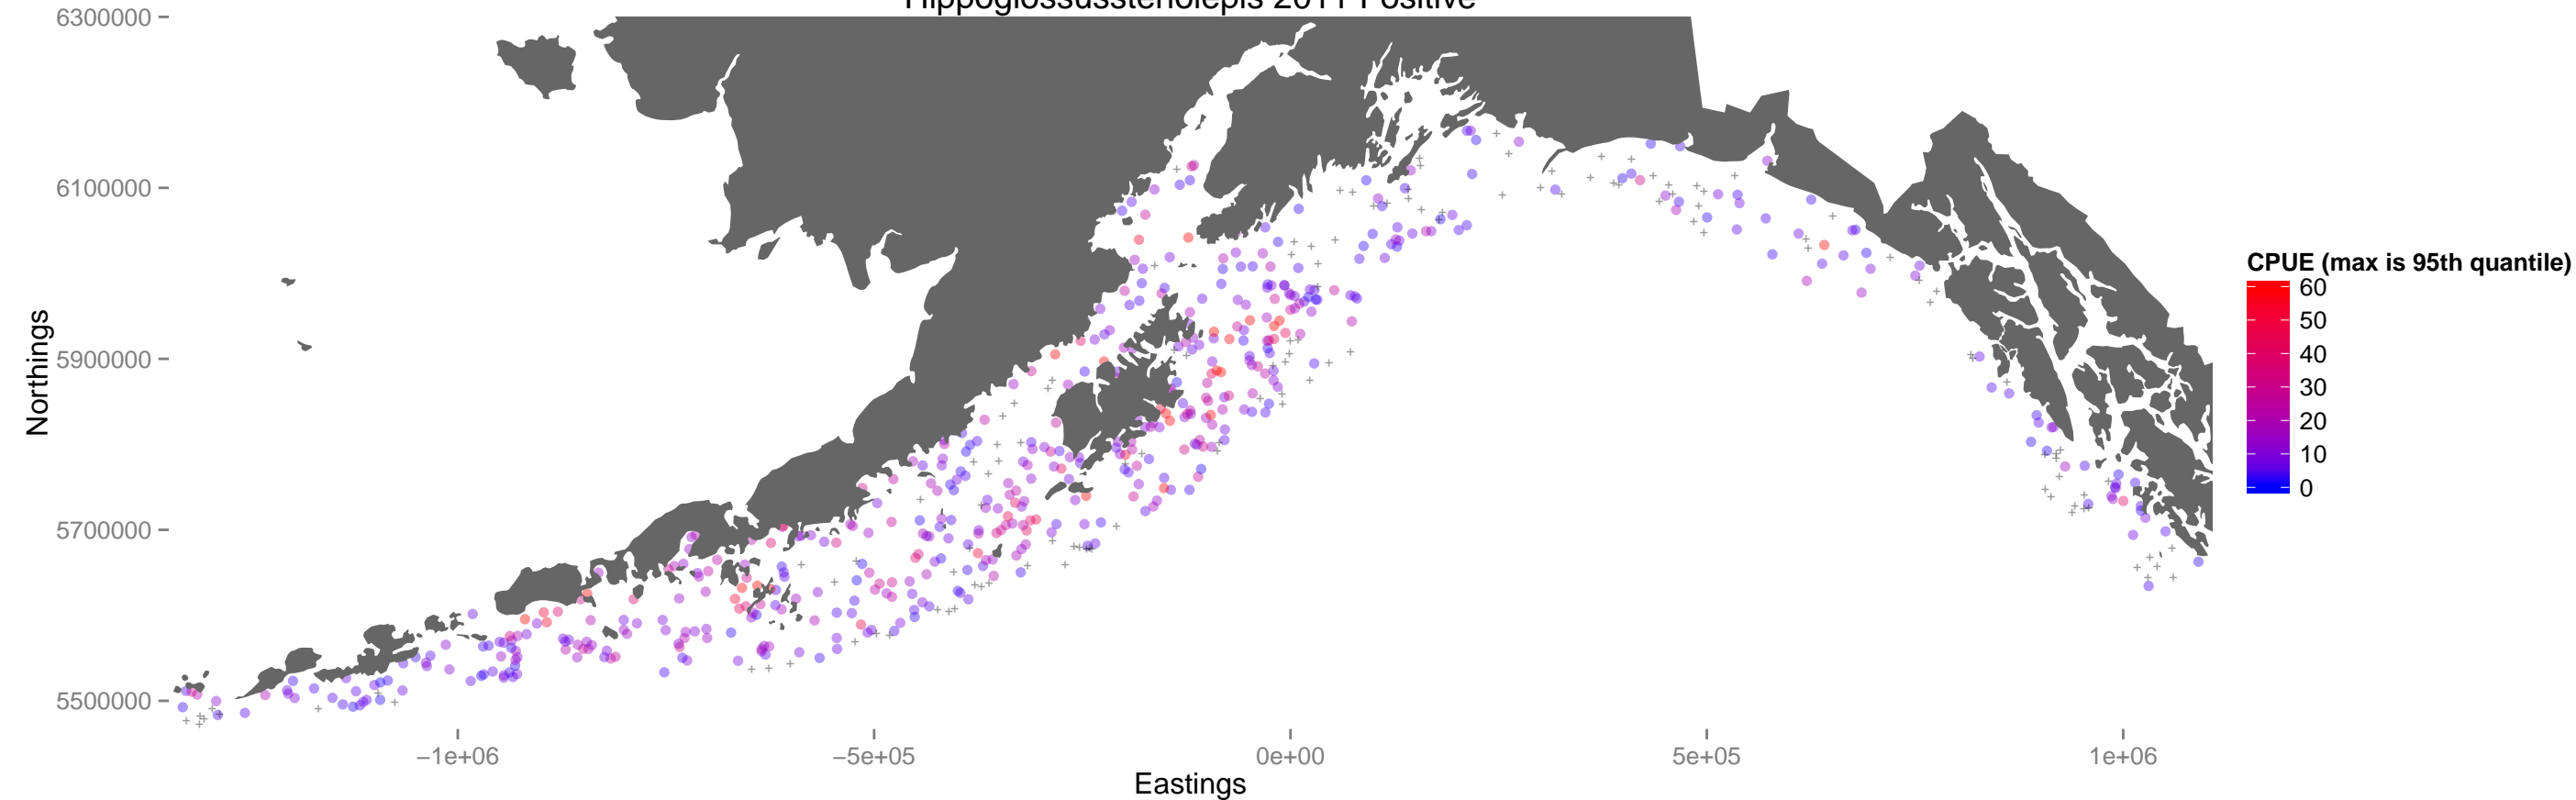 Hippoglossusstenolepis 2011 Positive
6300000
6100000
5900000
5700000
5500000
Northings
−1e+06
−5e+05
0e+00
5e+05
1e+06
Eastings
CPUE (max is 95th quantile)
60
50
40
30
20
10
0